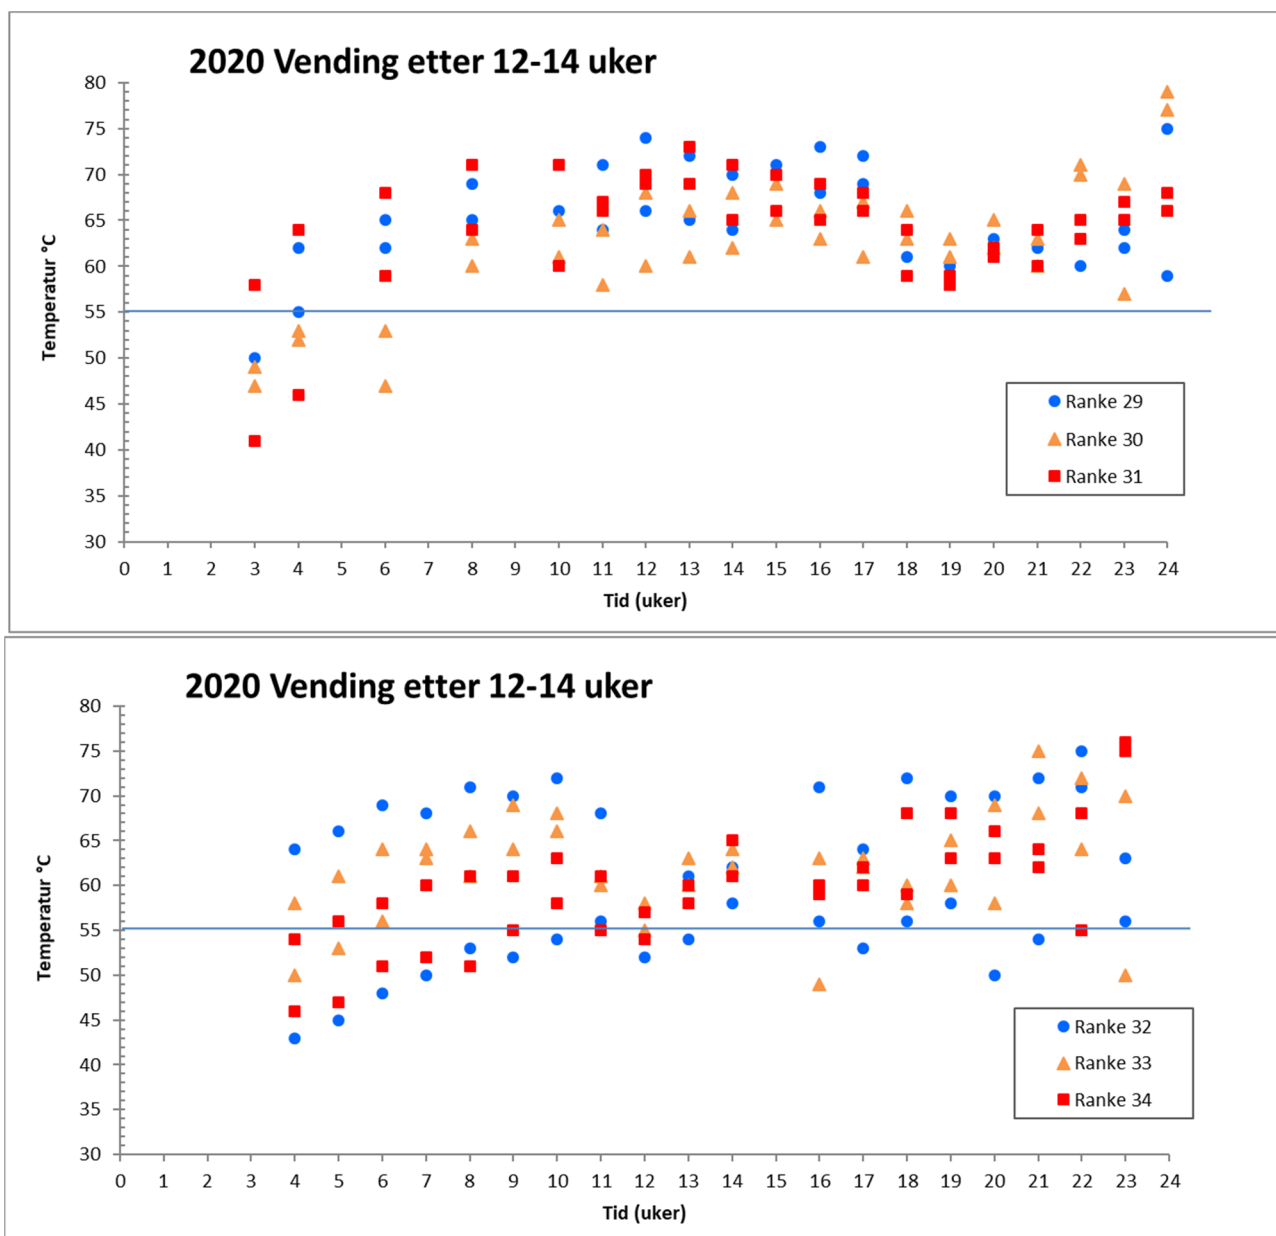 2020 Vending etter 12-14 uker
80
75
70
65
60
55
50
45
40
35
30
Temperatur °C
0 1 2 3 4 5 6 7 8 9 10 11 12 13 14 15 16 17 18 19 20 21 22 23 24
Tid (uker)
Ranke 29
Ranke 30
Ranke 31
2020 Vending etter 12-14 uker
80
75
70
65
60
55
50
45
40
35
30
Temperatur °C
0 1 2 3 4 5 6 7 8 9 10 11 12 13 14 15 16 17 18 19 20 21 22 23 24
Tid (uker)
Ranke 32
Ranke 33
Ranke 34